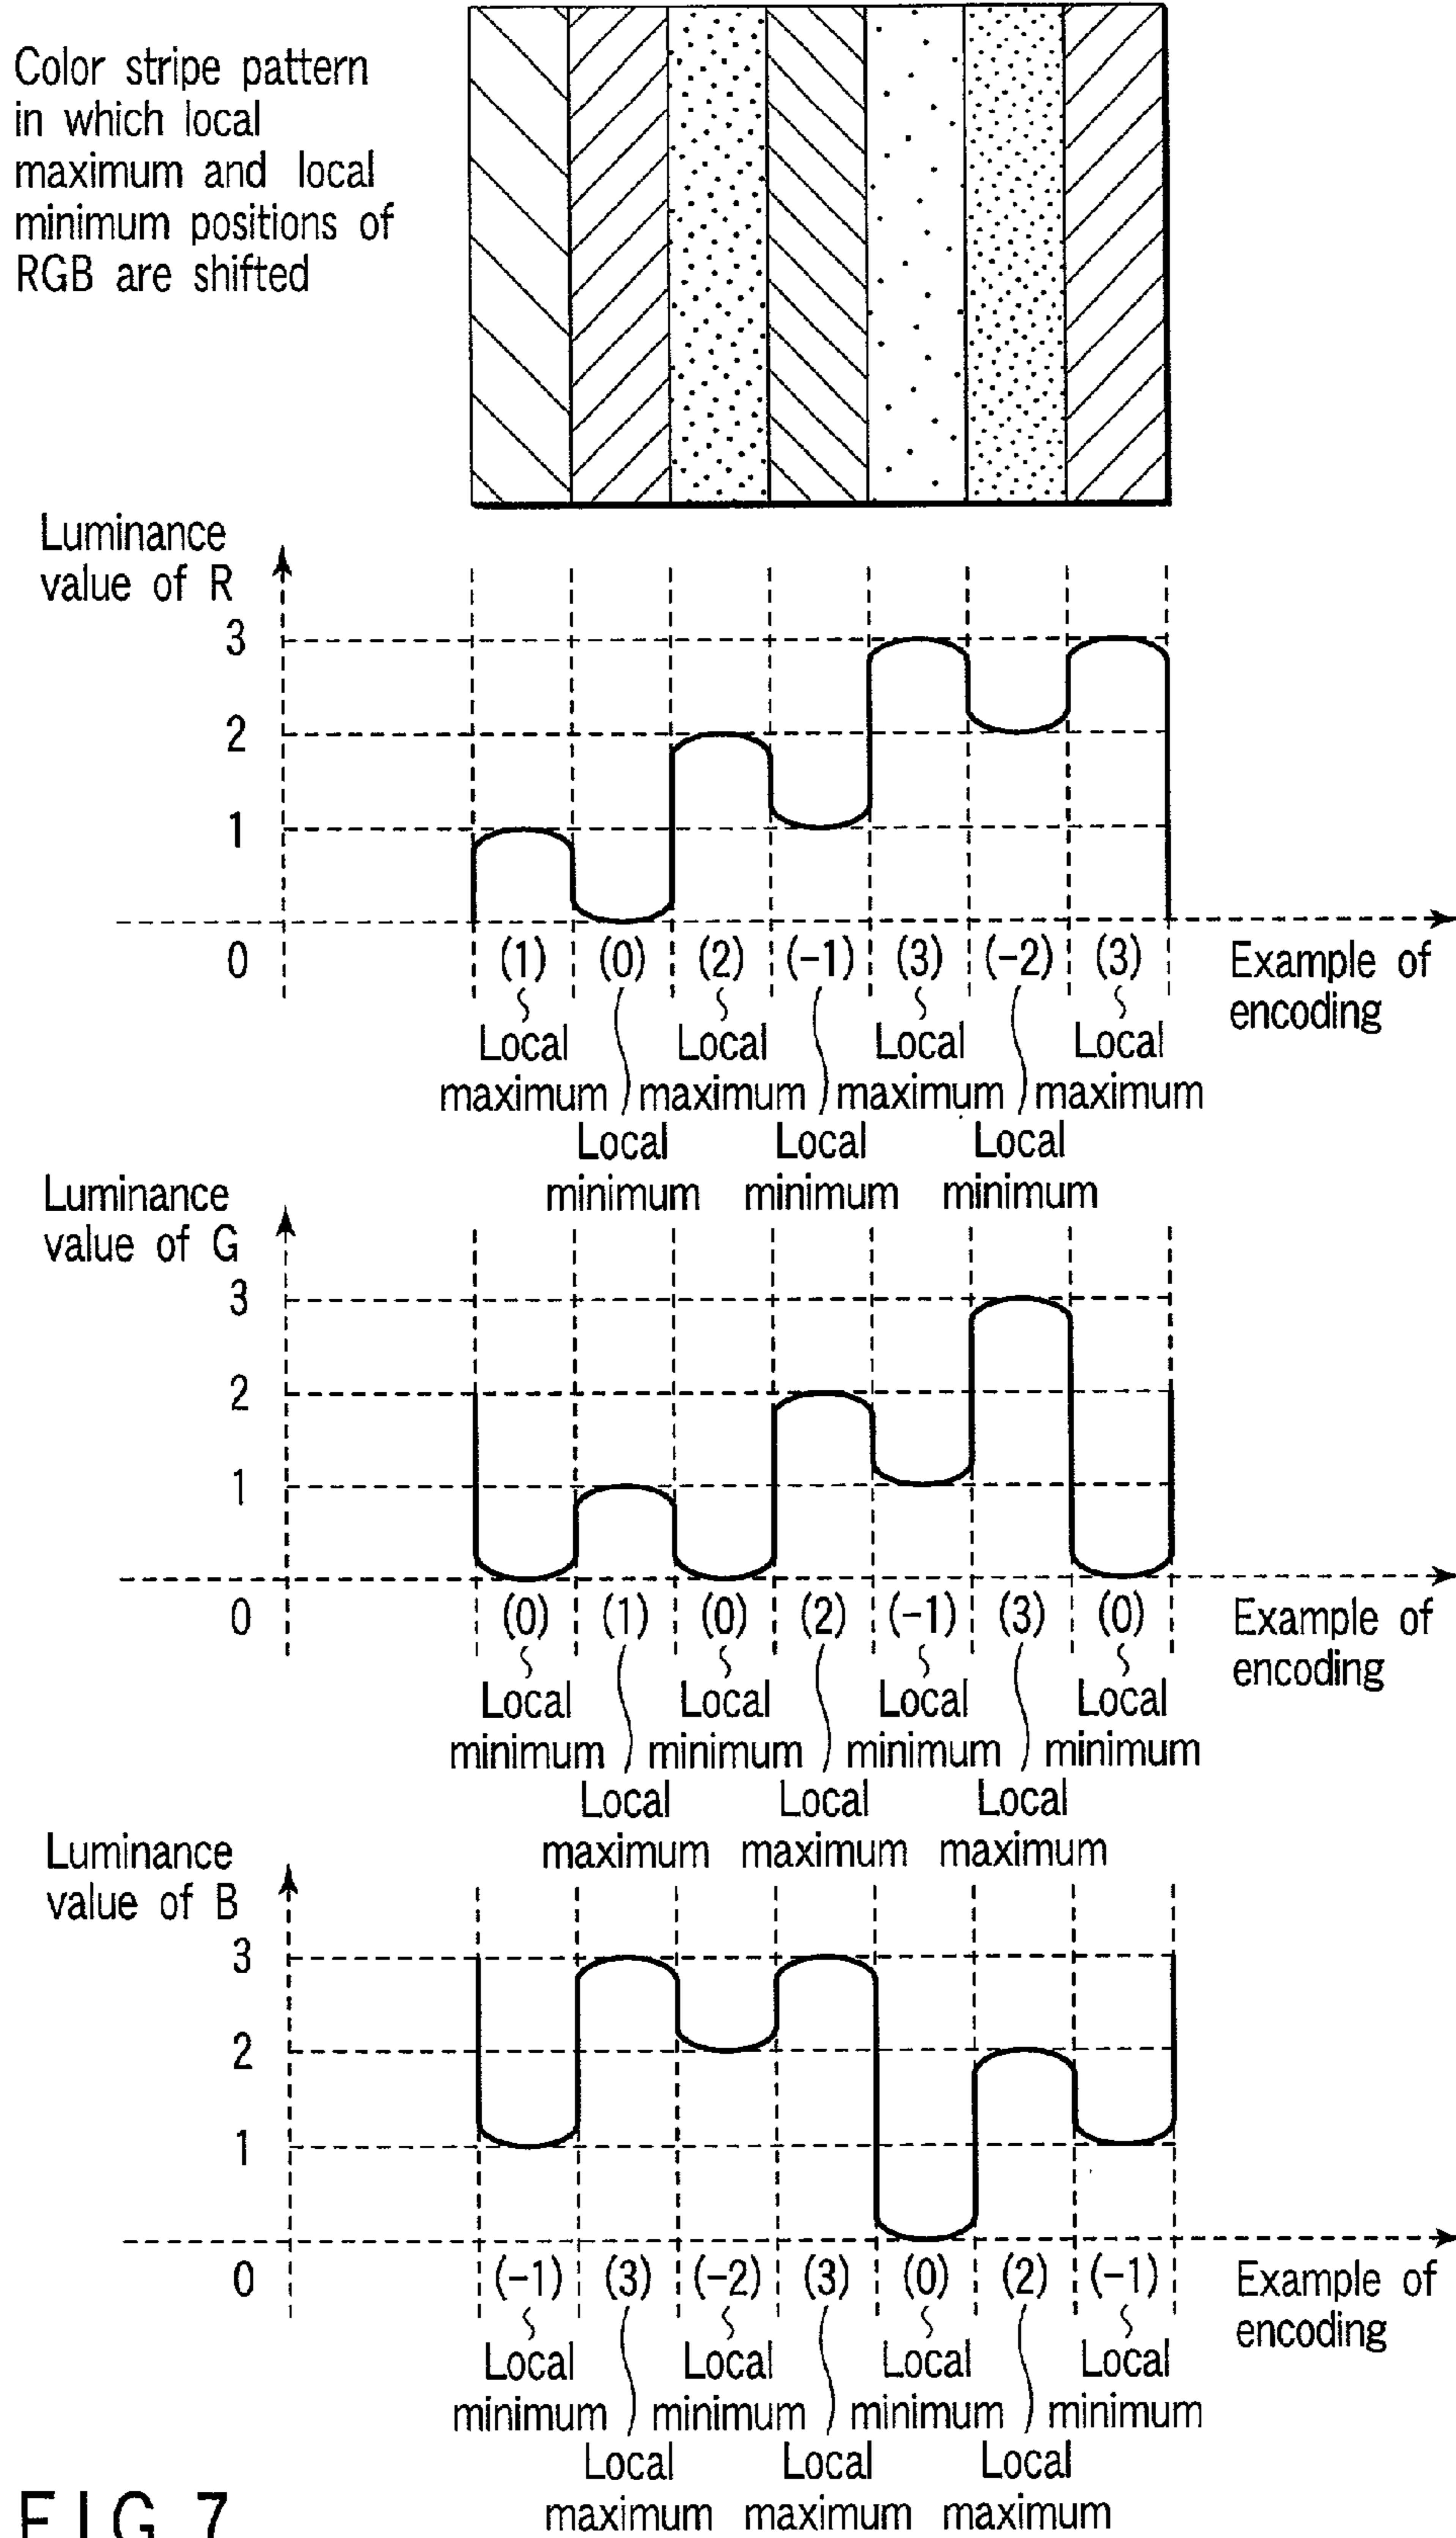 Color stripe pattern
in which local
maximum and local
minimum positions of
RGB are shifted
Luminance
value of R
3
2
1
0
(1) (0) (2) (-1) (3) (-2) (3)
Example of
encoding
Local Local Local Local
maximum maximum maximum maximum
Local Local Local
minimum minimum minimum
Luminance
value of G
3
2
1
0
(0) (1) (0) (2) (-1) (3) (0)
Example of
encoding
Local Local Local Local
minimum minimum minimum minimum
Local Local Local
maximum maximum maximum
Luminance
value of B
3
2
1
0
(-1) (3) (-2) (3) (0) (2) (-1)
Example of
encoding
Local Local Local Local
minimum minimum minimum minimum
Local Local Local
maximum maximum maximum
FIG. 7